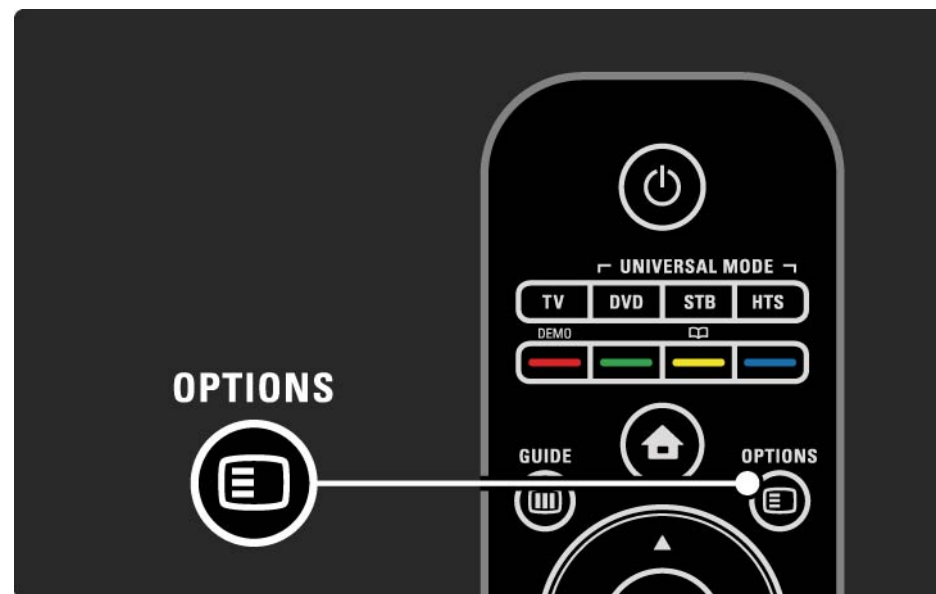 UNIVERSAL MODE
TV DVD STB HTS
DEMO
OPTIONS
GUIDE OPTIONS